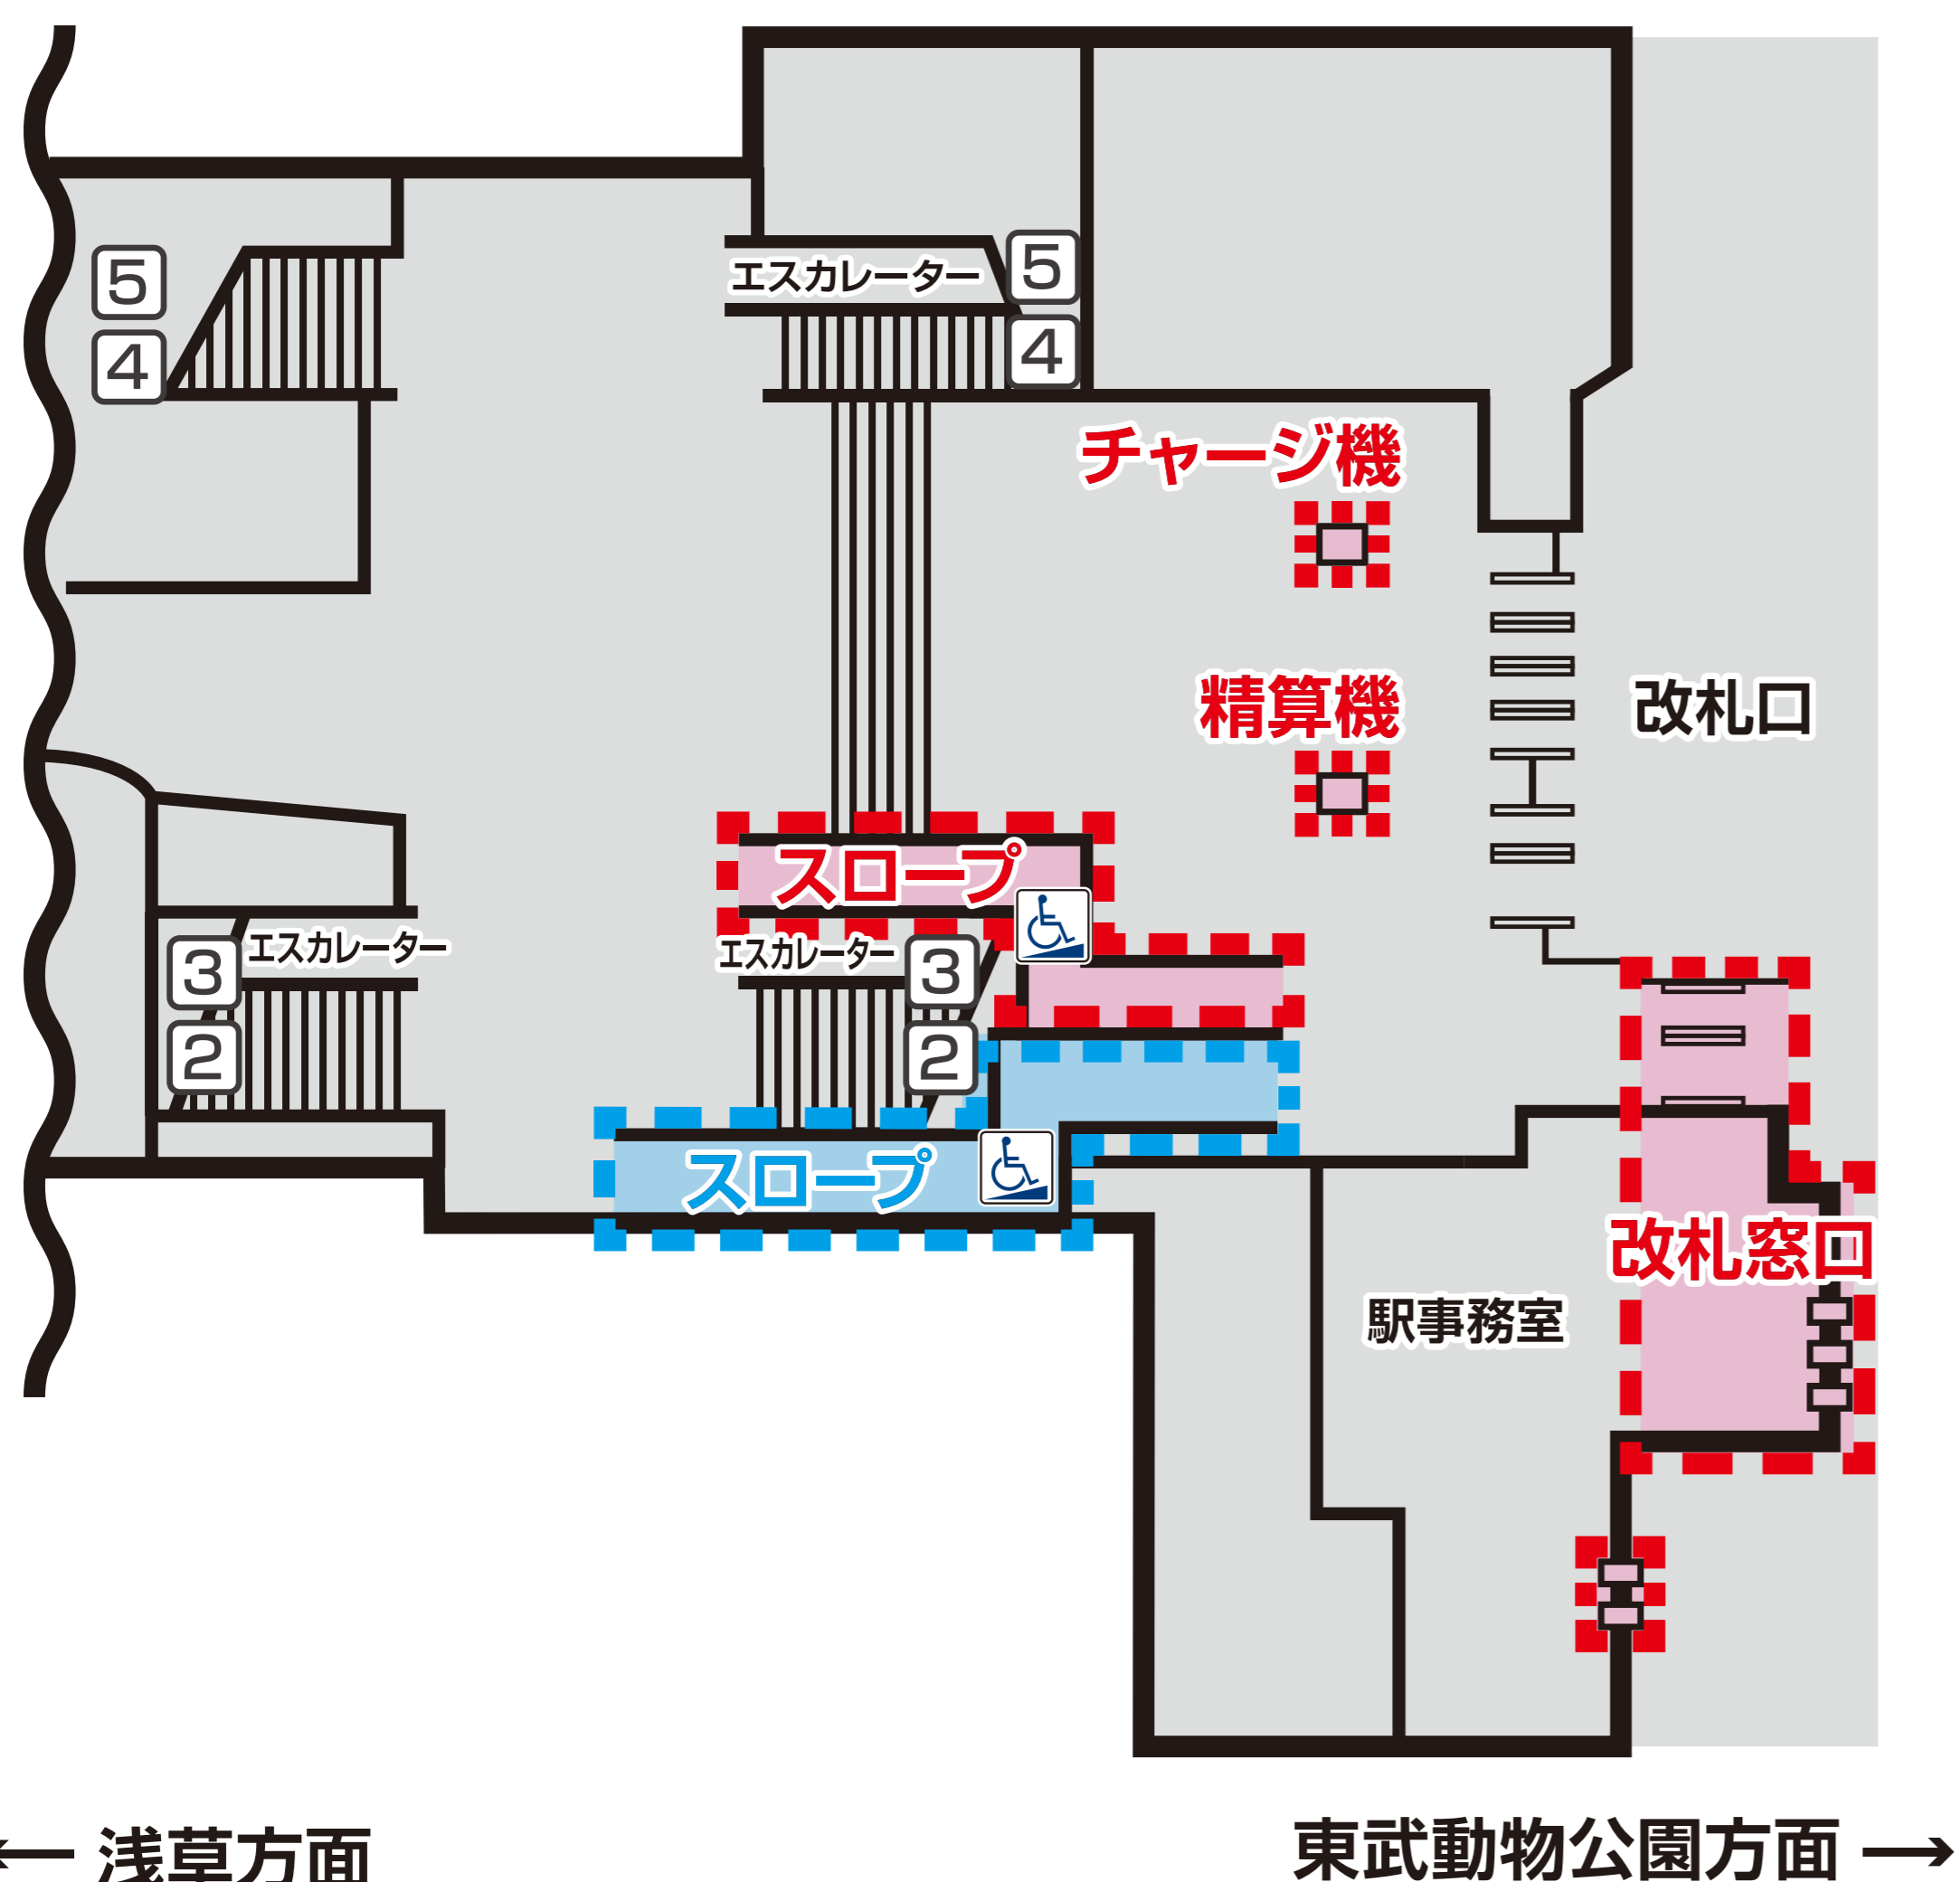 5
4
エスカレーター
5
4
チャージ機
精算機
改札口
スロープ
エスカレーター
3
2
エスカレーター
3
2
スロープ
改札窓口
駅事務室
← 浅草方面
東武動物公園方面 →